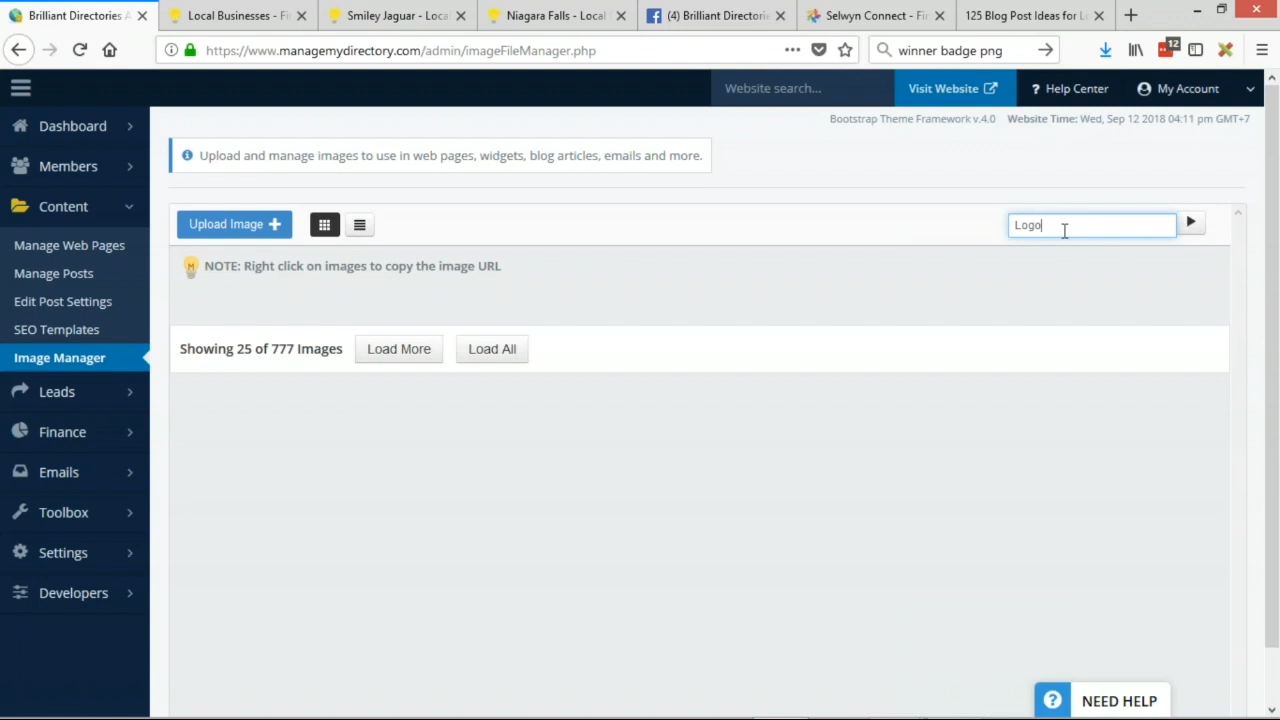 Brilliant Directories A
Local Businesses - Fi
Smiley Jaguar - Loca
Niagara Falls - Local
(4) Brilliant Directorie
Selwyn Connect - Fir
125 Blog Post Ideas for L
https://www.managemydirectory.com/admin/imageFileManager.php
winner badge png
12
Website search...
Visit Website
? Help Center
My Account
Bootstrap Theme Framework v.4.0 Website Time: Wed, Sep 12 2018 04:11 pm GMT+7
Dashboard
Members
Content
Manage Web Pages
Manage Posts
Edit Post Settings
SEO Templates
Image Manager
Leads
Finance
Emails
Toolbox
Settings
Developers
Upload and manage images to use in web pages, widgets, blog articles, emails and more.
Upload Image
Logo
NOTE: Right click on images to copy the image URL
Showing 25 of 777 Images
Load More
Load All
? NEED HELP